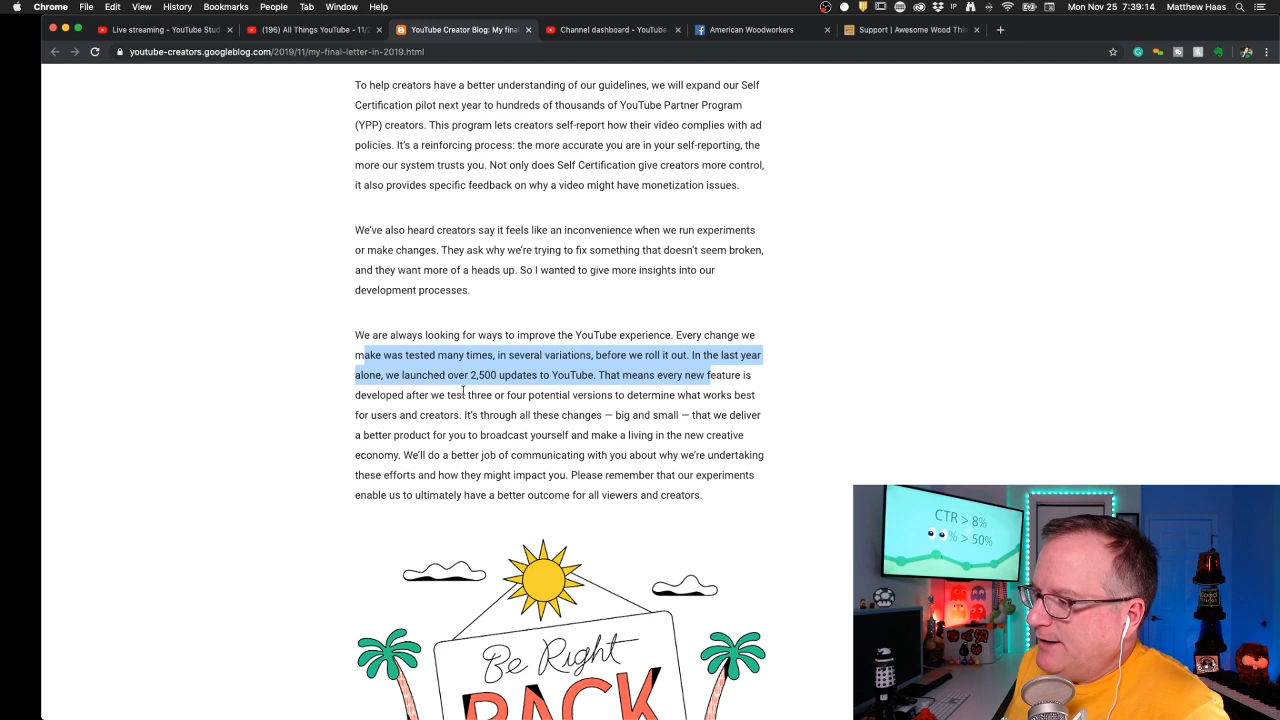 Chrome File Edit View History Bookmarks People Tab Window Help
Thu 7:39:14 Matthew Haas
Live streaming - YouTube Stud
(196) All Things YouTube - 11/2
YouTube Creator Blog: My final
Channel dashboard - YouTube
American Woodworkers
Support | Awesome Wood Thin
youtube-creators.googleblog.com/2019/11/my-final-letter-in-2019.html
To help creators have a better understanding of our guidelines, we will expand our Self
Certification pilot next year to hundreds of thousands of YouTube Partner Program
(YPP) creators. This program lets creators self-report how their video complies with ad
policies. It's a reinforcing process: the more accurate you are in your self-reporting, the
more our system trusts you. Not only does Self Certification give creators more control,
it also provides specific feedback on why a video might have monetization issues.
We've also heard creators say it feels like an inconvenience when we run experiments
or make changes. They ask why we're trying to fix something that doesn't seem broken,
and they want more of a heads up. So I wanted to give more insights into our
development processes.
We are always looking for ways to improve the YouTube experience. Every change we
make was tested many times, in several variations, before we roll it out. In the last year
alone, we launched over 2,500 updates to YouTube. That means every new feature is
developed after we test three or four potential versions to determine what works best
for users and creators. It's through all these changes — big and small — that we deliver
a better product for you to broadcast yourself and make a living in the new creative
economy. We'll do a better job of communicating with you about why we're undertaking
these efforts and how they might impact you. Please remember that our experiments
enable us to ultimately have a better outcome for all viewers and creators.
CTR > 8%
% > 50%
Be Right
BACK